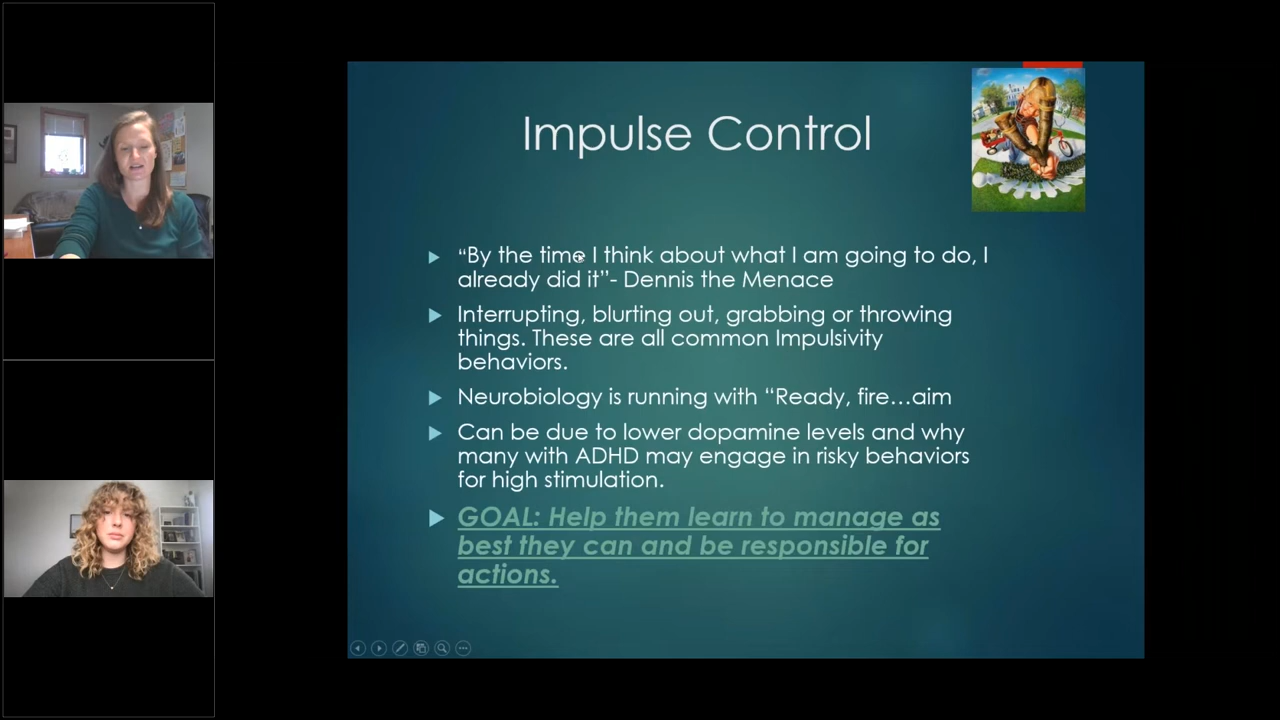 Impulse Control
“By the time I think about what I am going to do, I
already did it”- Dennis the Menace
Interrupting, blurting out, grabbing or throwing
things. These are all common Impulsivity
behaviors.
Neurobiology is running with “Ready, fire…aim
Can be due to lower dopamine levels and why
many with ADHD may engage in risky behaviors
for high stimulation.
GOAL: Help them learn to manage as
best they can and be responsible for
actions.